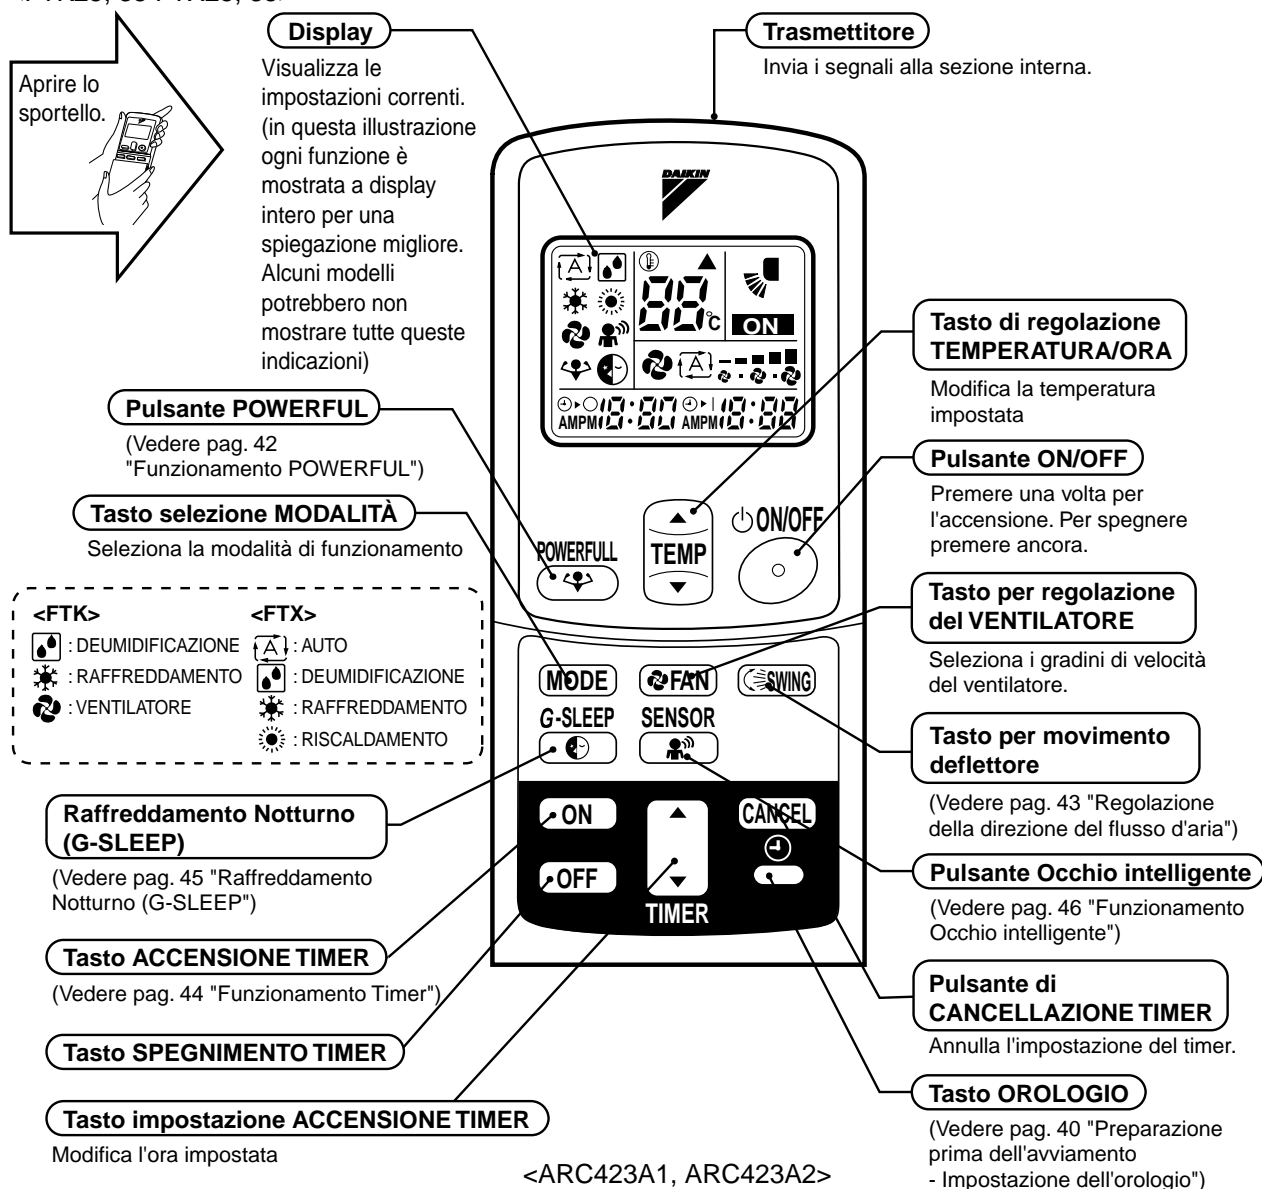 Aprire lo
sportello.
Display
Visualizza le
impostazioni correnti.
(in questa illustrazione
ogni funzione è
mostrata a display
intero per una
spiegazione migliore.
Alcuni modelli
potrebbero non
mostrare tutte queste
indicazioni)
Trasmettitore
Invia i segnali alla sezione interna.
DAIKIN
A
88
°C
ON
A
AMPM 18:80 AMPM 18:88
Pulsante POWERFUL
(Vedere pag. 42
"Funzionamento POWERFUL")
Tasto selezione MODALITÀ
Seleziona la modalità di funzionamento
<FTK>
: DEUMIDIFICAZIONE
: RAFFREDDAMENTO
: VENTILATORE
<FTX>
A : AUTO
: DEUMIDIFICAZIONE
: RAFFREDDAMENTO
: RISCALDAMENTO
POWERFULL
TEMP
ON/OFF
MODE
FAN
SWING
G-SLEEP
SENSOR
ON
OFF
TIMER
CANCEL
Tasto di regolazione
TEMPERATURA/ORA
Modifica la temperatura
impostata
Pulsante ON/OFF
Premere una volta per
l'accensione. Per spegnere
premere ancora.
Tasto per regolazione
del VENTILATORE
Seleziona i gradini di velocità
del ventilatore.
Tasto per movimento
deflettore
(Vedere pag. 43 "Regolazione
della direzione del flusso d'aria")
Pulsante Occhio intelligente
(Vedere pag. 46 "Funzionamento
Occhio intelligente")
Pulsante di
CANCELLAZIONE TIMER
Annulla l'impostazione del timer.
Tasto OROLOGIO
(Vedere pag. 40 "Preparazione
prima dell'avviamento
- Impostazione dell'orologio")
Raffreddamento Notturno
(G-SLEEP)
(Vedere pag. 45 "Raffreddamento
Notturno (G-SLEEP")
Tasto ACCENSIONE TIMER
(Vedere pag. 44 "Funzionamento Timer")
Tasto SPEGNIMENTO TIMER
Tasto impostazione ACCENSIONE TIMER
Modifica l'ora impostata
<ARC423A1, ARC423A2>